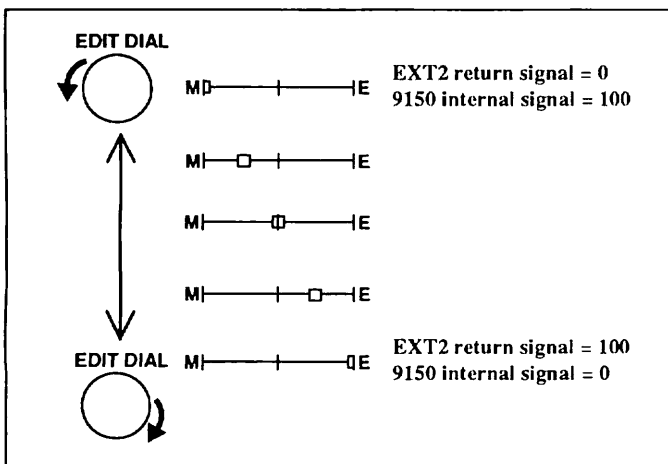 EDIT DIAL
M E EXT2 return signal = 0
9150 internal signal = 100
M E
M E
M E
EXT2 return signal = 100
EDIT DIAL M E
9150 internal signal = 0